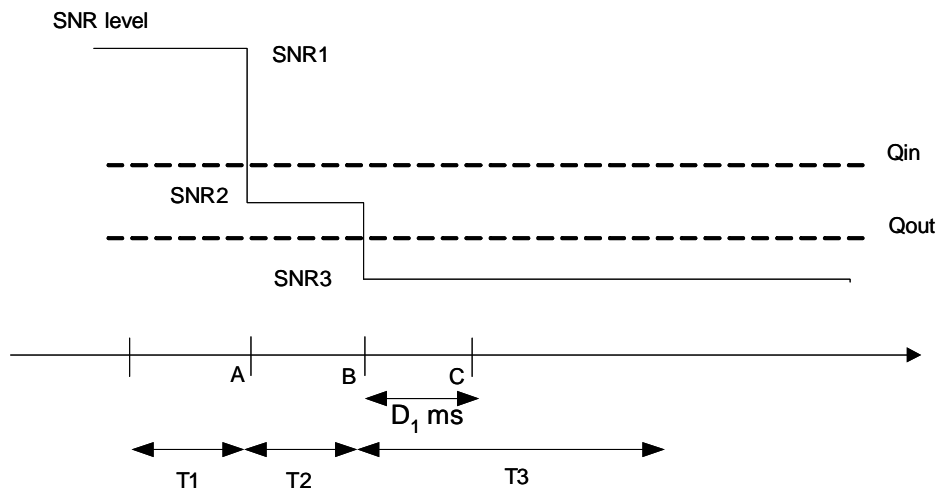 SNR level
SNR1
Qin
SNR2
Qout
SNR3
A
B
C
D₁ ms
T1
T2
T3